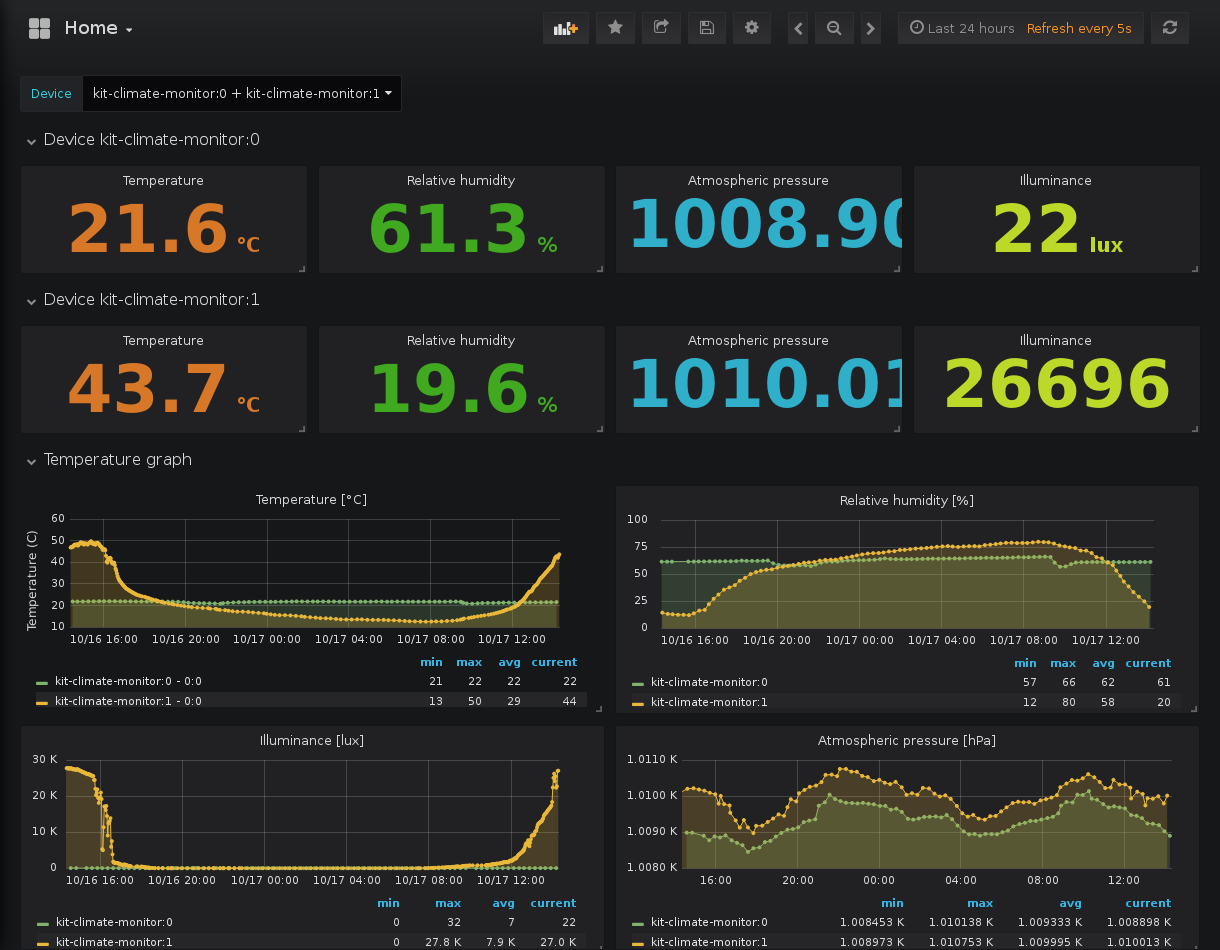 Home
Last 24 hours Refresh every 5s
Device kit-climate-monitor:0 + kit-climate-monitor:1
Device kit-climate-monitor:0
Temperature Relative humidity Atmospheric pressure Illuminance
21.6 °C 61.3 % 1008.90 22 lux
Device kit-climate-monitor:1
Temperature Relative humidity Atmospheric pressure Illuminance
43.7 °C 19.6 % 1010.01 26696
Temperature graph
Temperature [°C]
Temperature (C)
60
50
40
30
20
10
10/16 16:00 10/16 20:00 10/17 00:00 10/17 04:00 10/17 08:00 10/17 12:00
min max avg current
kit-climate-monitor:0 - 0:0 21 22 22 22
kit-climate-monitor:1 - 0:0 13 50 29 44
Relative humidity [%]
100
75
50
25
0
10/16 16:00 10/16 20:00 10/17 00:00 10/17 04:00 10/17 08:00 10/17 12:00
min max avg current
kit-climate-monitor:0 57 66 62 61
kit-climate-monitor:1 12 80 58 20
Illuminance [lux]
30 K
20 K
10 K
0
10/16 16:00 10/16 20:00 10/17 00:00 10/17 04:00 10/17 08:00 10/17 12:00
min max avg current
kit-climate-monitor:0 0 32 7 22
kit-climate-monitor:1 0 27.8 K 7.9 K 27.0 K
Atmospheric pressure [hPa]
1.0110 K
1.0100 K
1.0090 K
1.0080 K
16:00 20:00 00:00 04:00 08:00 12:00
min max avg current
kit-climate-monitor:0 1.008453 K 1.010138 K 1.009333 K 1.008898 K
kit-climate-monitor:1 1.008973 K 1.010753 K 1.009995 K 1.010013 K